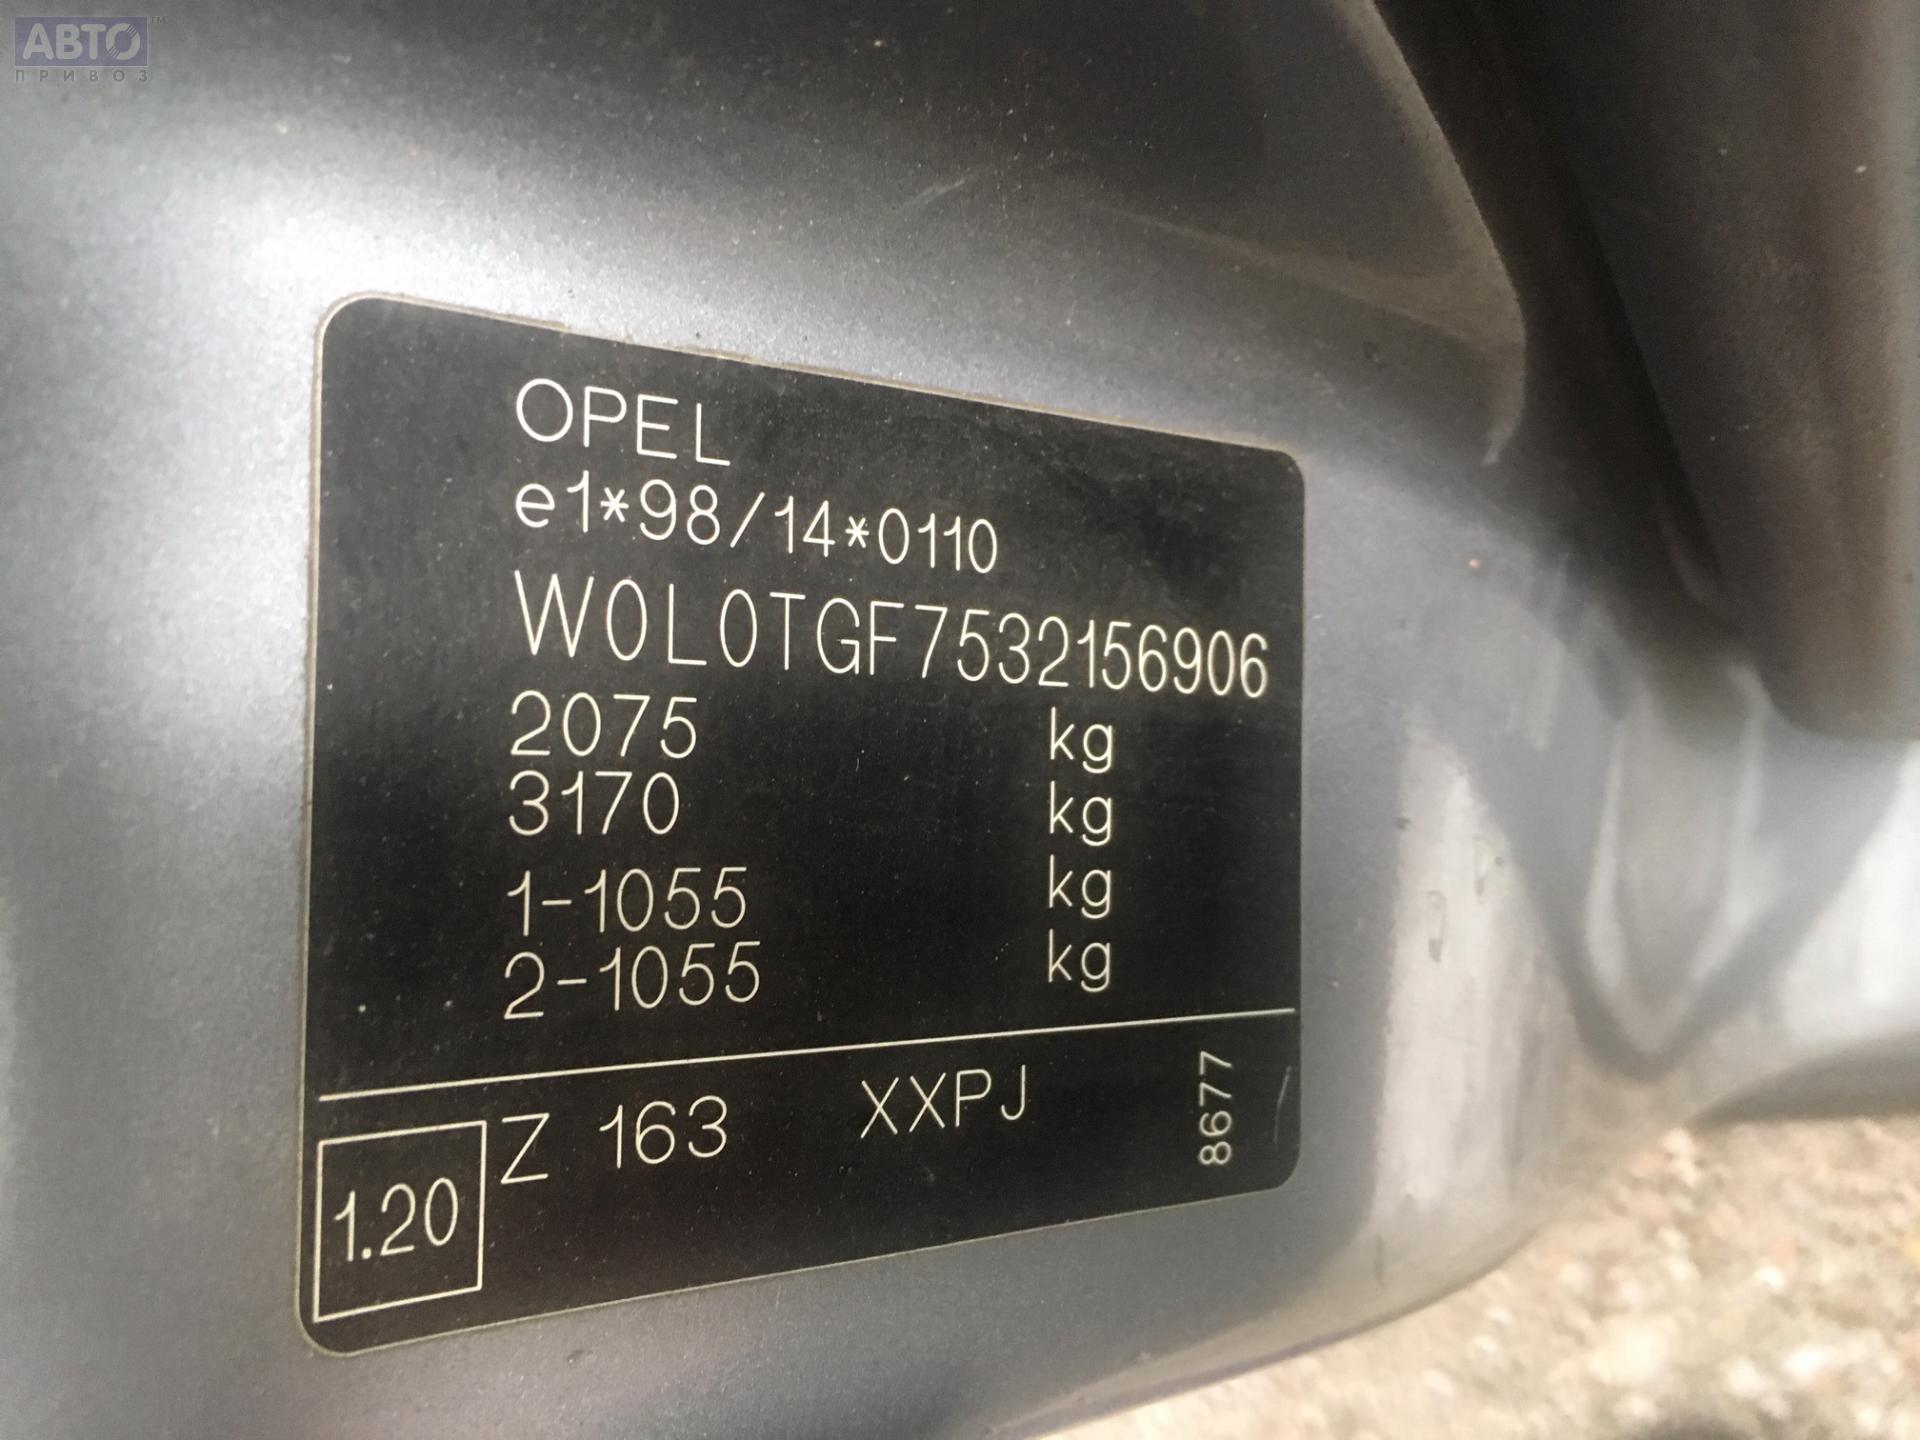 АВТО™
ПРИВОЗ
OPEL
e1*98/14*0110
W0L0TGF7532156906
2075 kg
3170 kg
1-1055 kg
2-1055 kg
1.20 Z 163 XXPJ 8677